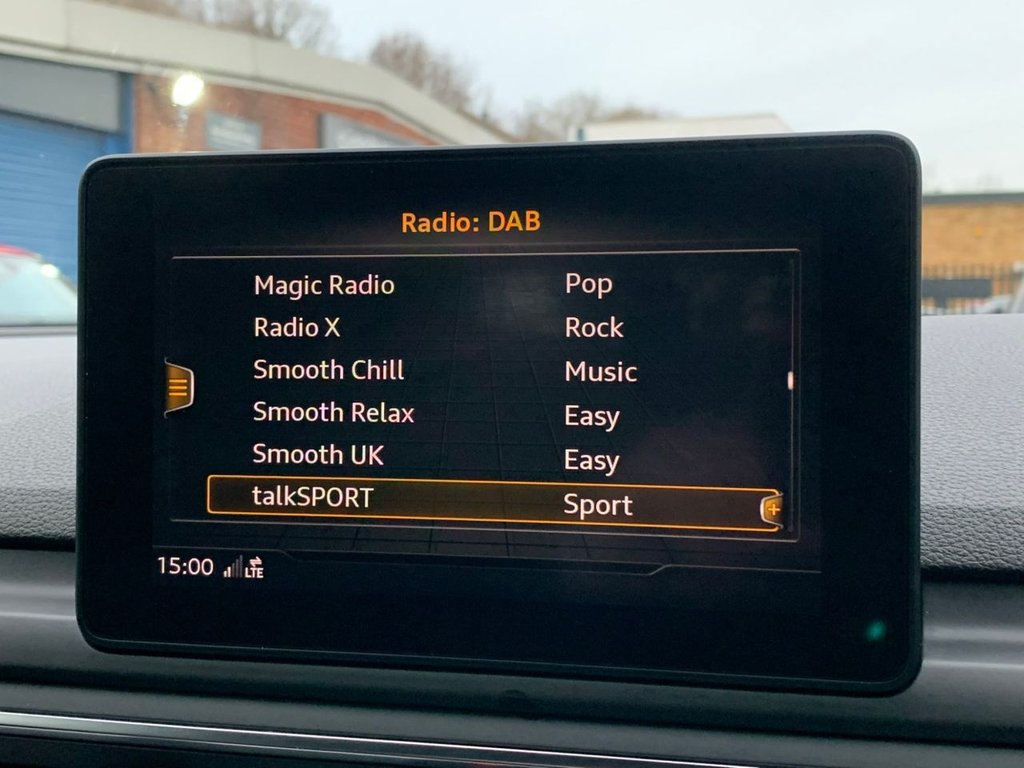 Radio: DAB
Magic Radio Pop
Radio X Rock
Smooth Chill Music
Smooth Relax Easy
Smooth UK Easy
talkSPORT Sport
15:00 LTE